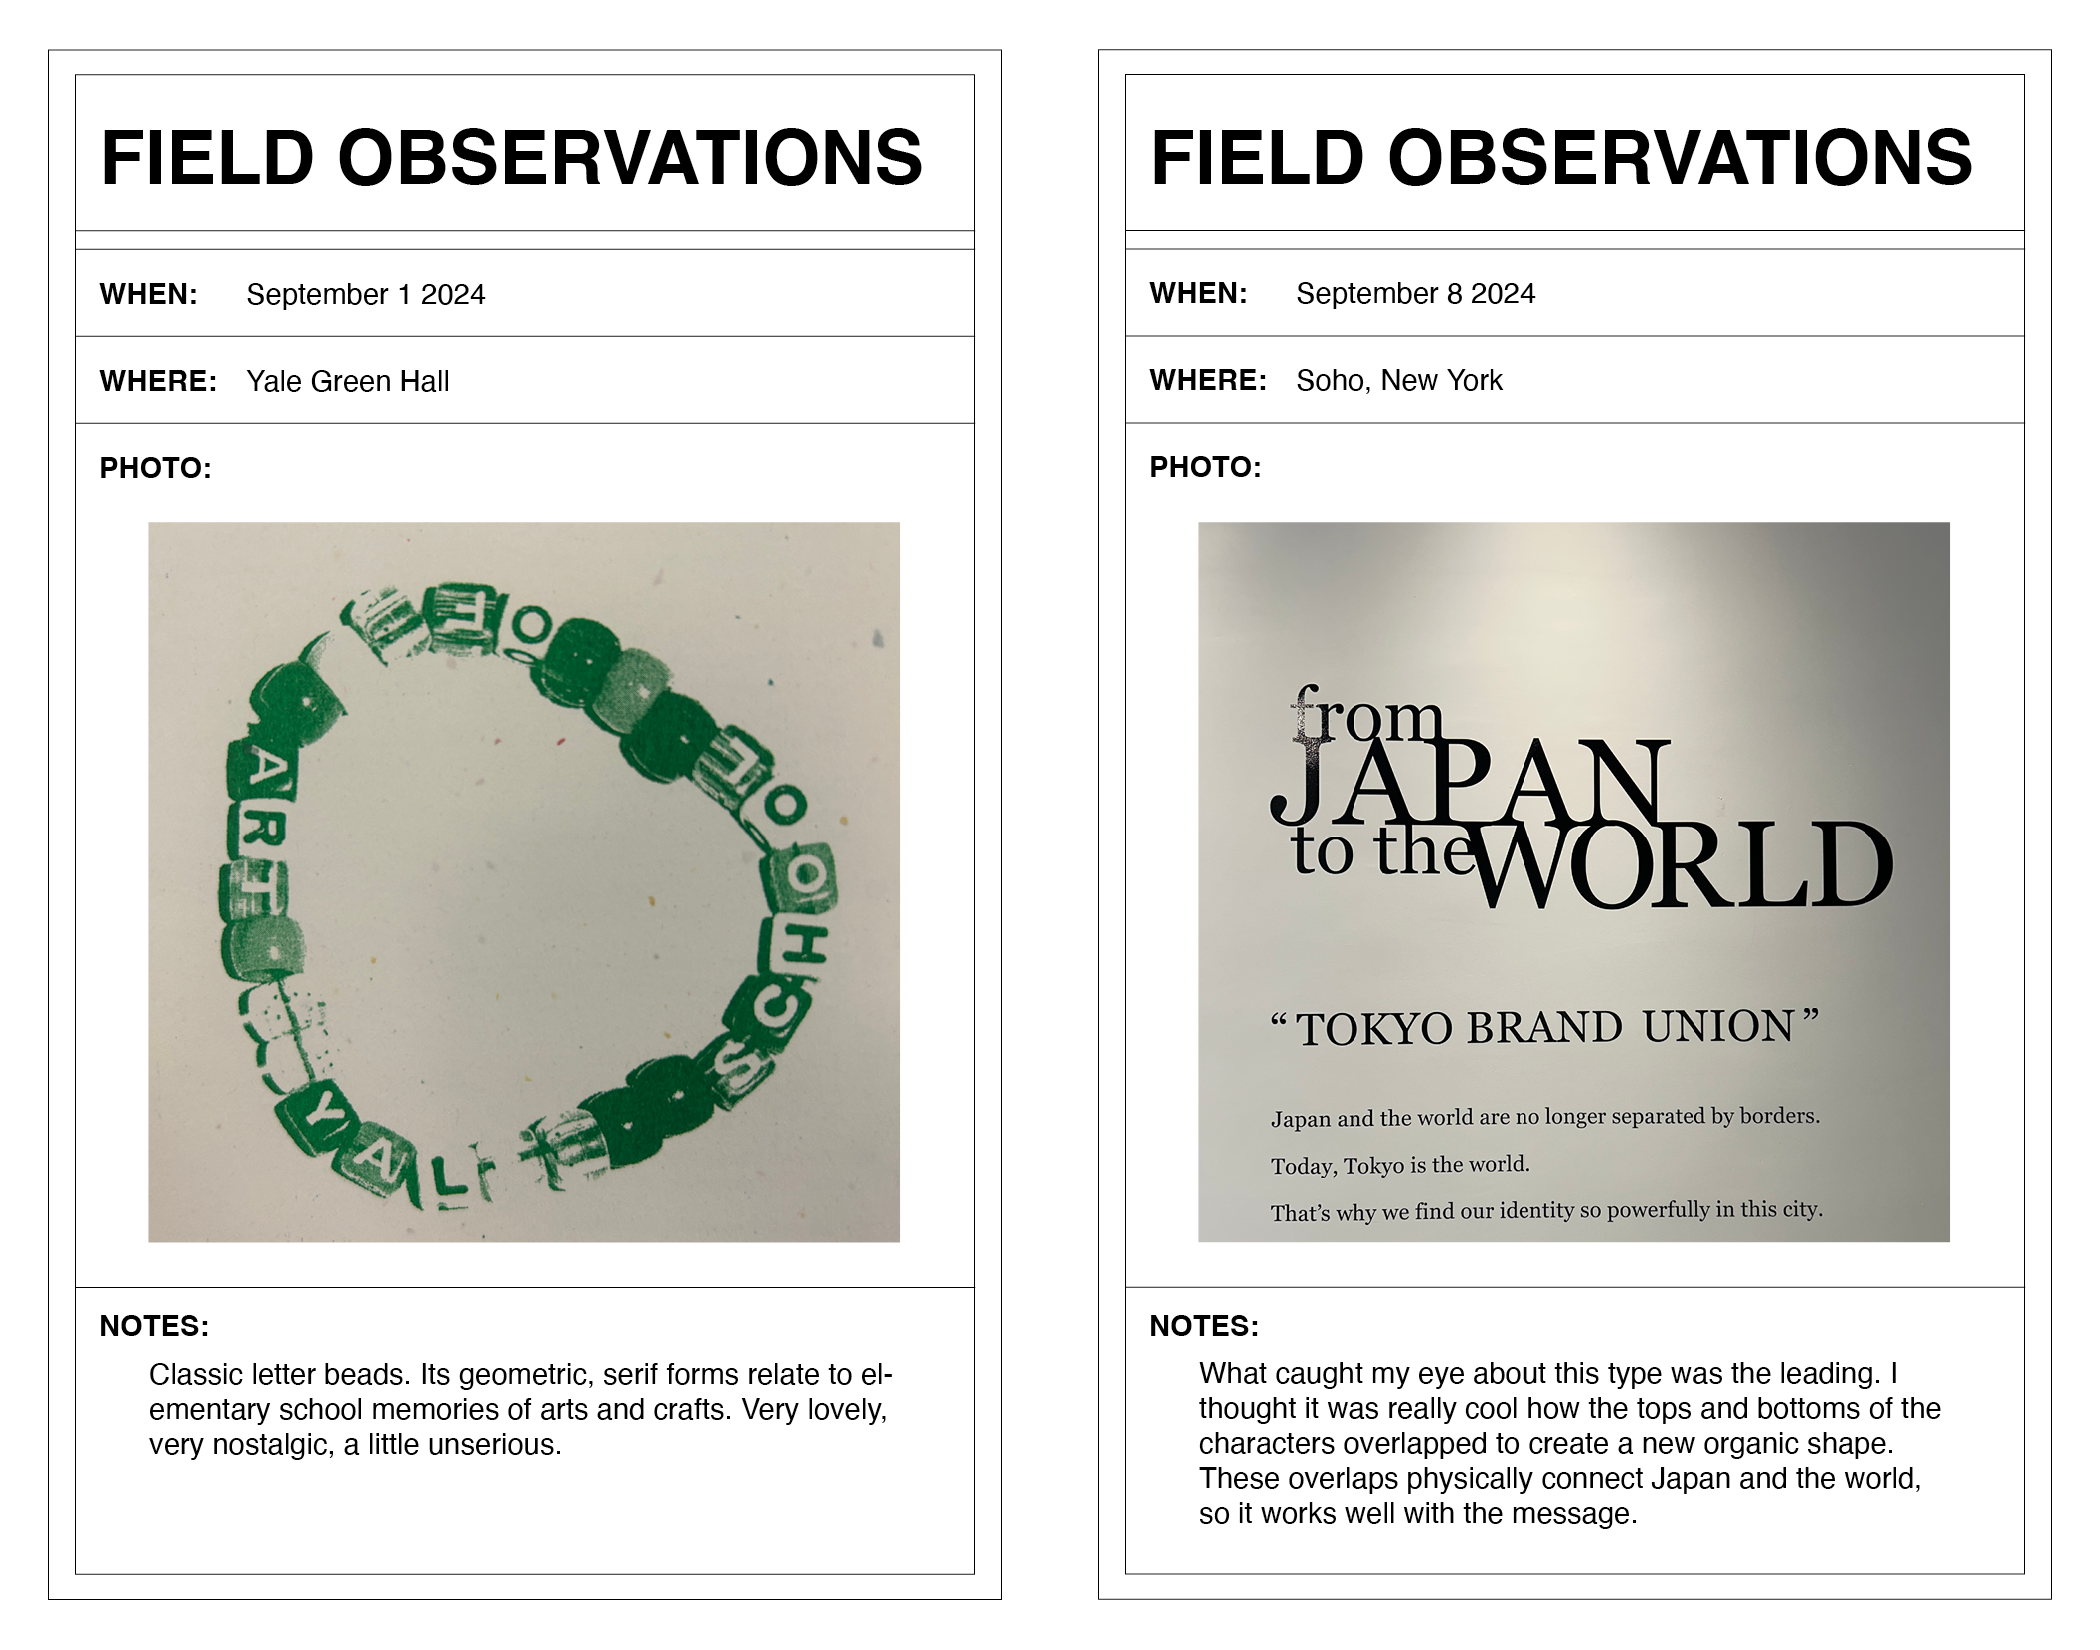 FIELD OBSERVATIONS
WHEN: September 1 2024
WHERE: Yale Green Hall
PHOTO:
YAL
SCHOOL
O
ART
NOTES:
Classic letter beads. Its geometric, serif forms relate to el-
ementary school memories of arts and crafts. Very lovely,
very nostalgic, a little unserious.
FIELD OBSERVATIONS
WHEN: September 8 2024
WHERE: Soho, New York
PHOTO:
from
JAPAN
to the WORLD
“TOKYO BRAND UNION”
Japan and the world are no longer separated by borders.
Today, Tokyo is the world.
That’s why we find our identity so powerfully in this city.
NOTES:
What caught my eye about this type was the leading. I
thought it was really cool how the tops and bottoms of the
characters overlapped to create a new organic shape.
These overlaps physically connect Japan and the world,
so it works well with the message.